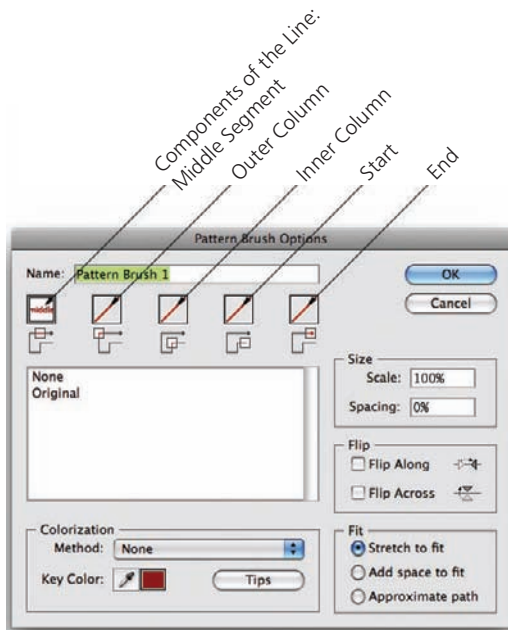 Components of the Line:
Middle Segment
Outer Column
Inner Column
Start
End
Pattern Brush Options
Name: Pattern Brush 1
OK
Cancel
middle
None
Original
Size
Scale: 100%
Spacing: 0%
Flip
Flip Along
Flip Across
Colorization
Method: None
Key Color:
Tips
Fit
Stretch to fit
Add space to fit
Approximate path